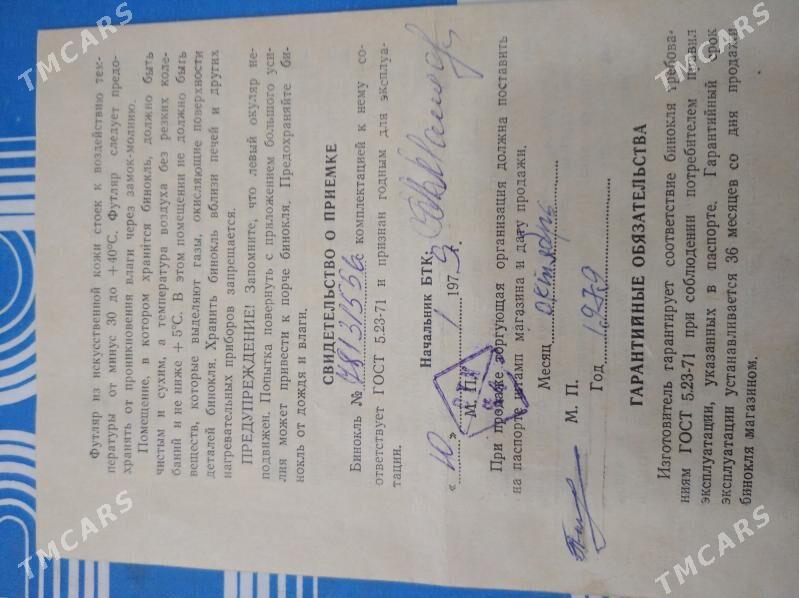 Футляр из искусственной кожи стоек к воздействию тем-
пературы от минус 30 до +40°С. Футляр следует предо-
хранять от проникновения влаги через замок-молнию.
Помещение, в котором хранится бинокль, должно быть
чистым и сухим, а температура воздуха без резких коле-
баний и не ниже +5°С. В этом помещении не должно быть
веществ, которые выделяют газы, окисляющие поверхности
деталей бинокля. Хранить бинокль вблизи печей и других
нагревательных приборов запрещается.
ПРЕДУПРЕЖДЕНИЕ! Запомните, что левый окуляр не-
подвижен. Попытка повернуть с приложением большого уси-
лия может привести к порче бинокля. Предохраняйте би-
нокль от дождя и влаги.
СВИДЕТЕЛЬСТВО О ПРИЕМКЕ
Бинокль № комплектацией к нему со-
ответствует ГОСТ 5.23-71 и признан годным для эксплуа-
тации.
Начальник БТК
« 10 » 1 1979г.
М. П.
При продаже торгующая организация должна поставить
на паспорте штамп магазина и дату продажи.
Месяц октябрь
М. П.
Год 1979
ГАРАНТИЙНЫЕ ОБЯЗАТЕЛЬСТВА
Изготовитель гарантирует соответствие бинокля требова-
ниям ГОСТ 5.23-71 при соблюдении потребителем правил
эксплуатации, указанных в паспорте. Гарантийный срок
эксплуатации устанавливается 36 месяцев со дня продажи
бинокля магазином.
TMCARS
TMCARS
TMCARS
TMCARS